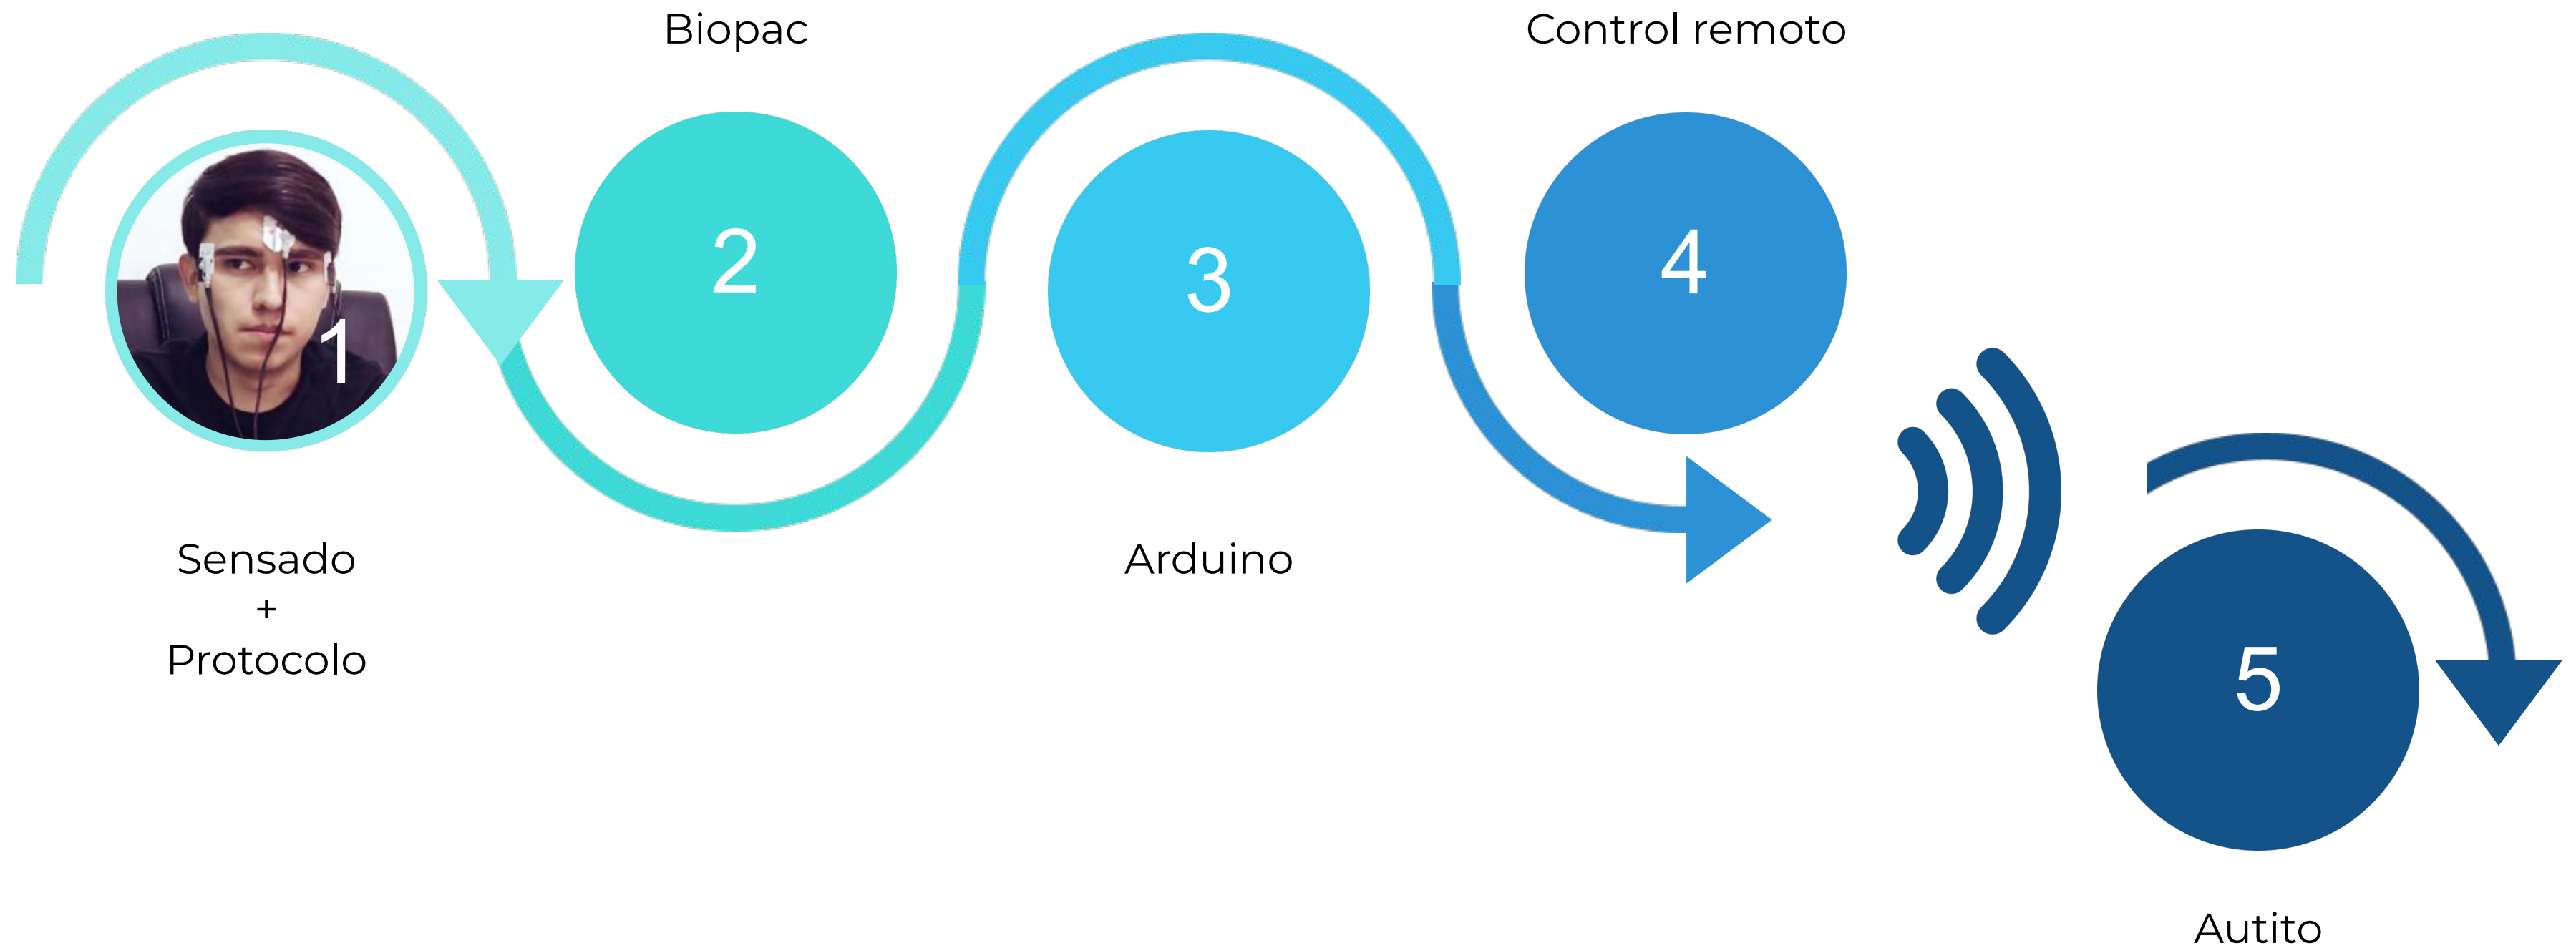 1
Sensado
+
Protocolo
Biopac
2
3
Arduino
Control remoto
4
5
Autito